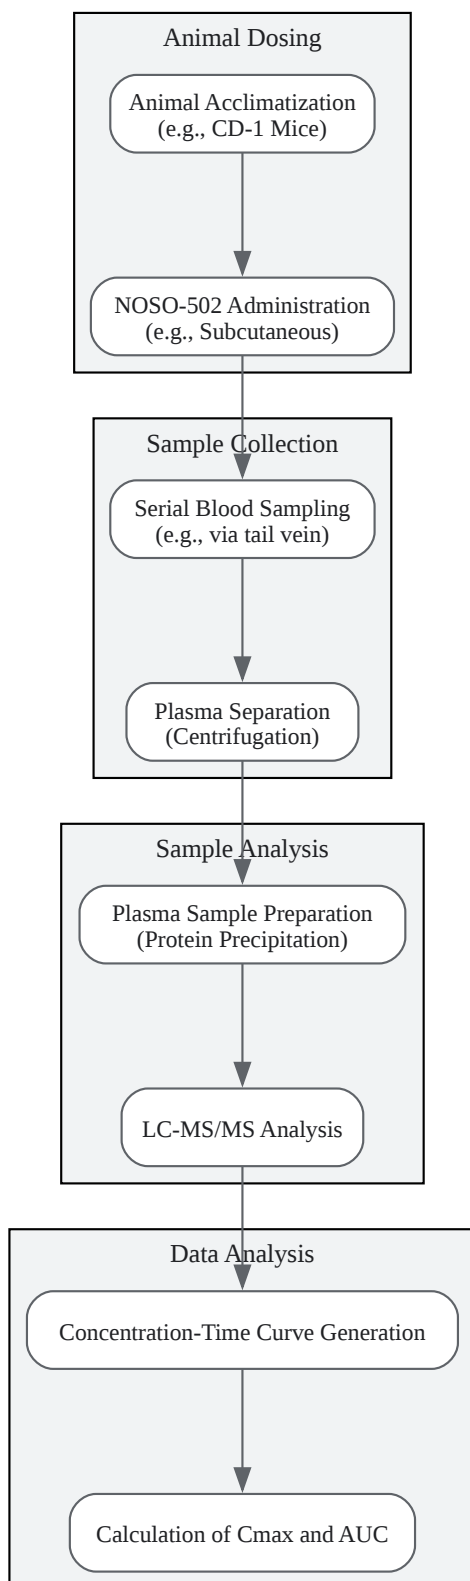 Animal Dosing
Animal Acclimatization
(e.g., CD-1 Mice)
NOSO-502 Administration
(e.g., Subcutaneous)
Sample Collection
Serial Blood Sampling
(e.g., via tail vein)
Plasma Separation
(Centrifugation)
Sample Analysis
Plasma Sample Preparation
(Protein Precipitation)
LC-MS/MS Analysis
Data Analysis
Concentration-Time Curve Generation
Calculation of Cmax and AUC